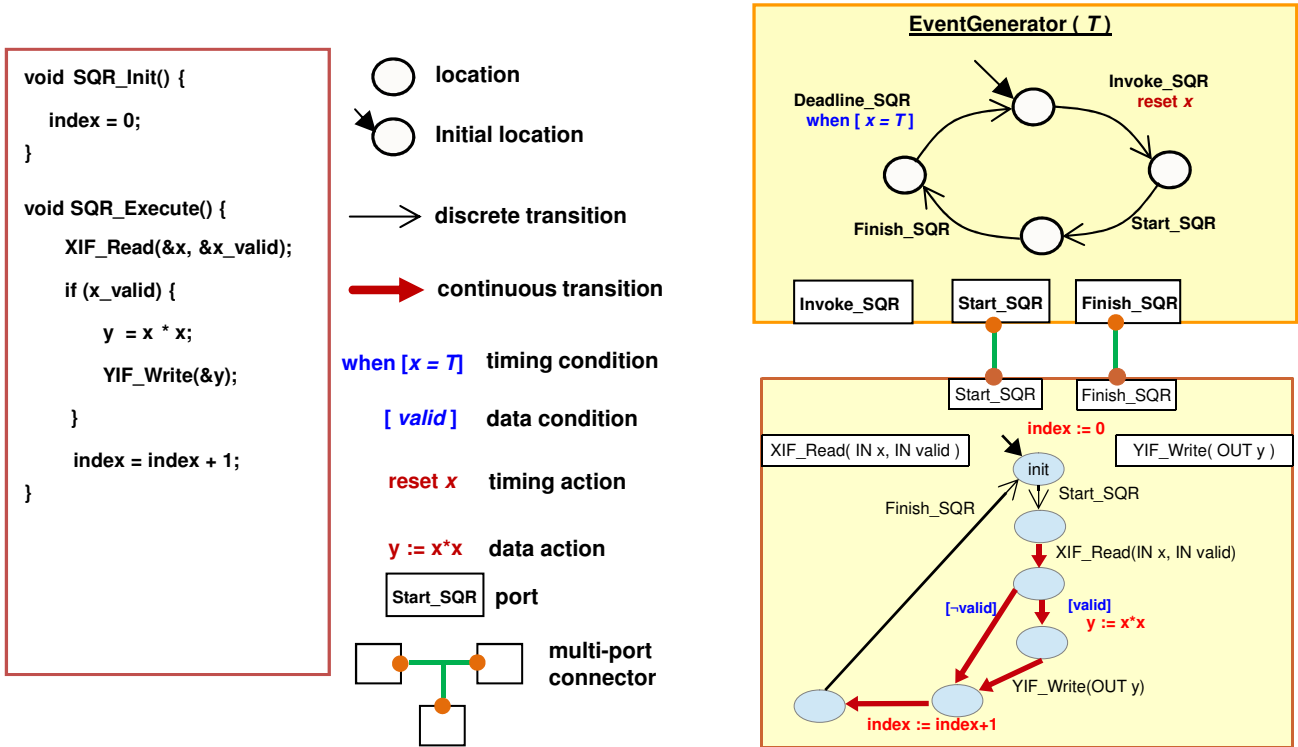 void SQR_Init() {
index = 0;
}
void SQR_Execute() {
XIF_Read(&x, &x_valid);
if (x_valid) {
y = x * x;
YIF_Write(&y);
}
index = index + 1;
}
location
Initial location
discrete transition
continuous transition
when [x = T] timing condition
[ valid ] data condition
reset x timing action
y := x*x data action
Start_SQR port
multi-port
connector
EventGenerator ( T )
Invoke_SQR
reset x
Deadline_SQR
when [ x = T ]
Finish_SQR
Start_SQR
Invoke_SQR
Start_SQR
Finish_SQR
Start_SQR
Finish_SQR
index := 0
XIF_Read( IN x, IN valid )
YIF_Write( OUT y )
init
Start_SQR
Finish_SQR
XIF_Read(IN x, IN valid)
[¬valid]
[valid]
y := x*x
YIF_Write(OUT y)
index := index+1